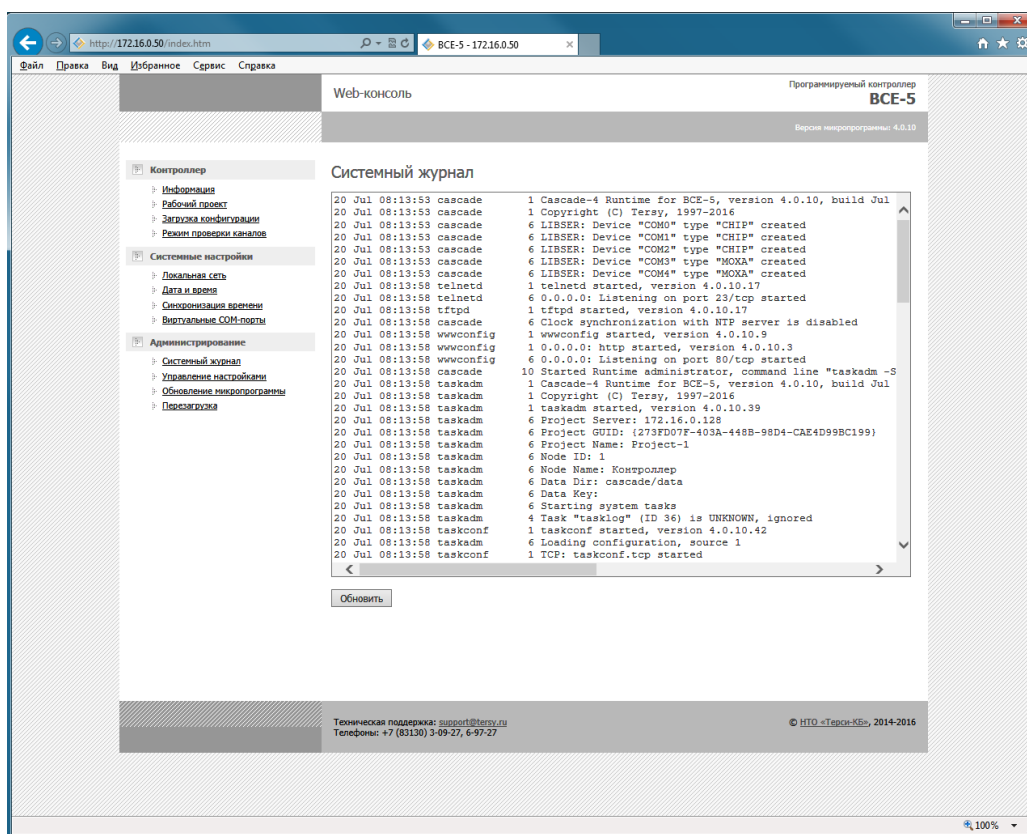 http://172.16.0.50/index.htm
BCE-5 - 172.16.0.50
Файл Правка Вид Избранное Сервис Справка
Web-консоль
Программируемый контроллер
BCE-5
Версия микропрограммы: 4.0.10
Контроллер
Информация
Рабочий проект
Загрузка конфигурации
Режим проверки каналов
Системные настройки
Локальная сеть
Дата и время
Синхронизация времени
Виртуальные COM-порты
Администрирование
Системный журнал
Управление настройками
Обновление микропрограммы
Перезагрузка
Системный журнал
20 Jul 08:13:53 cascade 1 Cascade-4 Runtime for BCE-5, version 4.0.10, build Jul
20 Jul 08:13:53 cascade 1 Copyright (C) Tersy, 1997-2016
20 Jul 08:13:53 cascade 6 LIBSER: Device "COM0" type "CHIP" created
20 Jul 08:13:53 cascade 6 LIBSER: Device "COM1" type "CHIP" created
20 Jul 08:13:53 cascade 6 LIBSER: Device "COM2" type "CHIP" created
20 Jul 08:13:53 cascade 6 LIBSER: Device "COM3" type "MOXA" created
20 Jul 08:13:53 cascade 6 LIBSER: Device "COM4" type "MOXA" created
20 Jul 08:13:58 telnetd 1 telnetd started, version 4.0.10.17
20 Jul 08:13:58 telnetd 6 0.0.0.0: Listening on port 23/tcp started
20 Jul 08:13:58 tftpd 1 tftpd started, version 4.0.10.17
20 Jul 08:13:58 cascade 6 Clock synchronization with NTP server is disabled
20 Jul 08:13:58 wwwconfig 1 wwwconfig started, version 4.0.10.9
20 Jul 08:13:58 wwwconfig 1 0.0.0.0: http started, version 4.0.10.3
20 Jul 08:13:58 wwwconfig 6 0.0.0.0: Listening on port 80/tcp started
20 Jul 08:13:58 cascade 10 Started Runtime administrator, command line "taskadm -S
20 Jul 08:13:58 taskadm 1 Cascade-4 Runtime for BCE-5, version 4.0.10, build Jul
20 Jul 08:13:58 taskadm 1 Copyright (C) Tersy, 1997-2016
20 Jul 08:13:58 taskadm 1 taskadm started, version 4.0.10.39
20 Jul 08:13:58 taskadm 6 Project Server: 172.16.0.128
20 Jul 08:13:58 taskadm 6 Project GUID: {273FD07F-403A-448B-98D4-CAE4D99BC199}
20 Jul 08:13:58 taskadm 6 Project Name: Project-1
20 Jul 08:13:58 taskadm 6 Node ID: 1
20 Jul 08:13:58 taskadm 6 Node Name: Контроллер
20 Jul 08:13:58 taskadm 6 Data Dir: cascade/data
20 Jul 08:13:58 taskadm 6 Data Key:
20 Jul 08:13:58 taskadm 6 Starting system tasks
20 Jul 08:13:58 taskadm 4 Task "tasklog" (ID 36) is UNKNOWN, ignored
20 Jul 08:13:58 taskconf 1 taskconf started, version 4.0.10.42
20 Jul 08:13:58 taskadm 6 Loading configuration, source 1
20 Jul 08:13:58 taskconf 1 TCP: taskconf.tcp started
Обновить
Техническая поддержка: support@tersy.ru
Телефоны: +7 (83130) 3-09-27, 6-97-27
© НТО «Терси-КБ», 2014-2016
100%